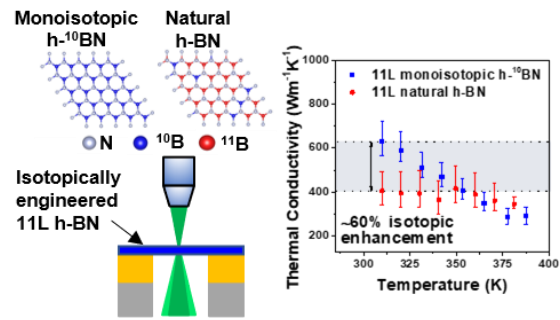 Monoisotopic
h-¹⁰BN
Natural
h-BN
N ¹⁰B ¹¹B
Isotopically
engineered
11L h-BN
Thermal Conductivity (Wm⁻¹K⁻¹)
1000
800
600
400
200
11L monoisotopic h-¹⁰BN
11L natural h-BN
~60% isotopic
enhancement
300 325 350 375 400
Temperature (K)